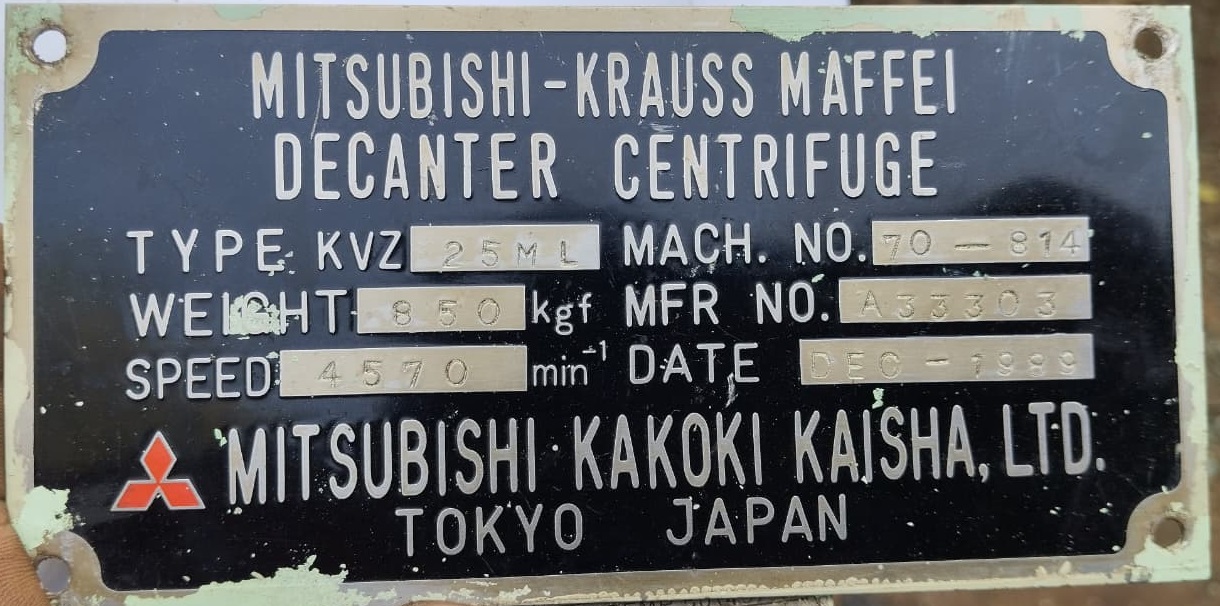 MITSUBISHI-KRAUSS MAFFEI
DECANTER CENTRIFUGE
TYPE KVZ 25ML MACH. NO. 70-814
WEIGHT 850 kgf MFR NO. A33303
SPEED 4570 min⁻¹ DATE DEC-1989
MITSUBISHI KAKOKI KAISHA, LTD.
TOKYO JAPAN